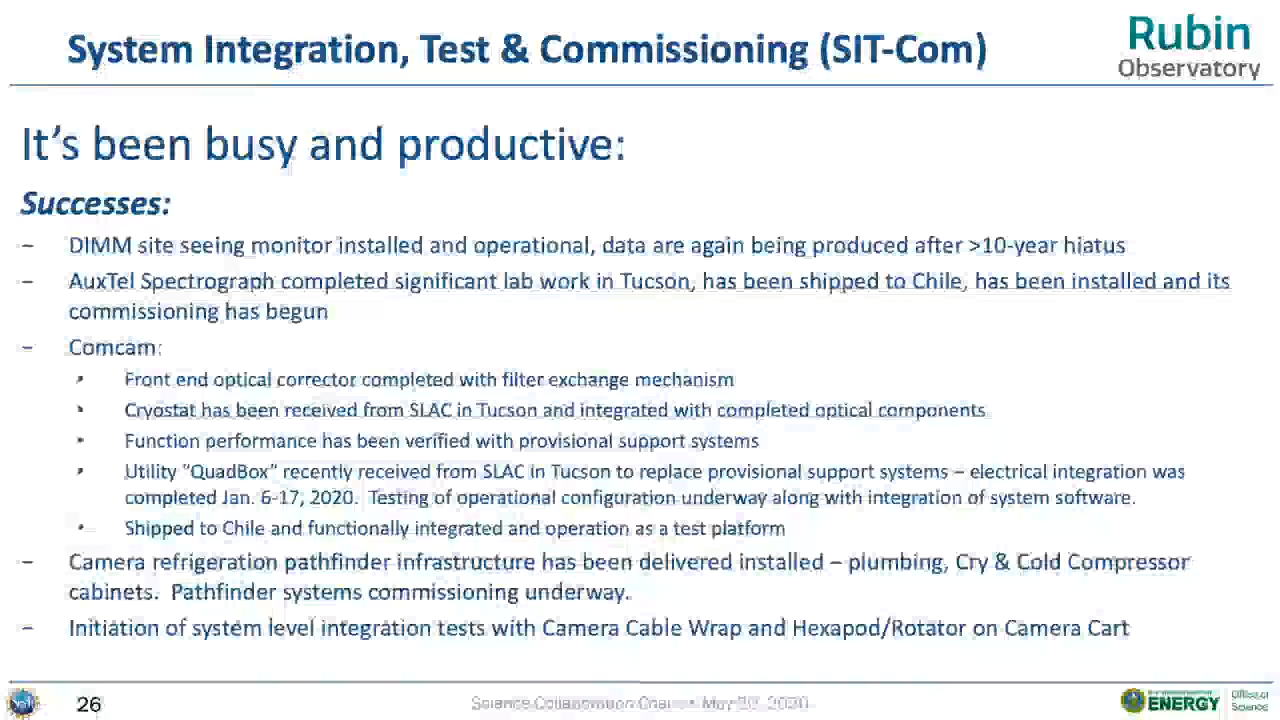 System Integration, Test & Commissioning (SIT-Com)
Rubin
Observatory
It's been busy and productive:
Successes:
– DIMM site seeing monitor installed and operational, data are again being produced after >10-year hiatus
– AuxTel Spectrograph completed significant lab work in Tucson, has been shipped to Chile, has been installed and its
commissioning has begun
– Comcam:
• Front end optical corrector completed with filter exchange mechanism
• Cryostat has been received from SLAC in Tucson and integrated with completed optical components
• Function performance has been verified with provisional support systems
• Utility "QuadBox" recently received from SLAC in Tucson to replace provisional support systems – electrical integration was
completed Jan. 6-17, 2020. Testing of operational configuration underway along with integration of system software.
• Shipped to Chile and functionally integrated and operation as a test platform
– Camera refrigeration pathfinder infrastructure has been delivered installed – plumbing, Cry & Cold Compressor
cabinets. Pathfinder systems commissioning underway.
– Initiation of system level integration tests with Camera Cable Wrap and Hexapod/Rotator on Camera Cart
26
Science Collaboration May 2020
ENERGY
Office of
Science